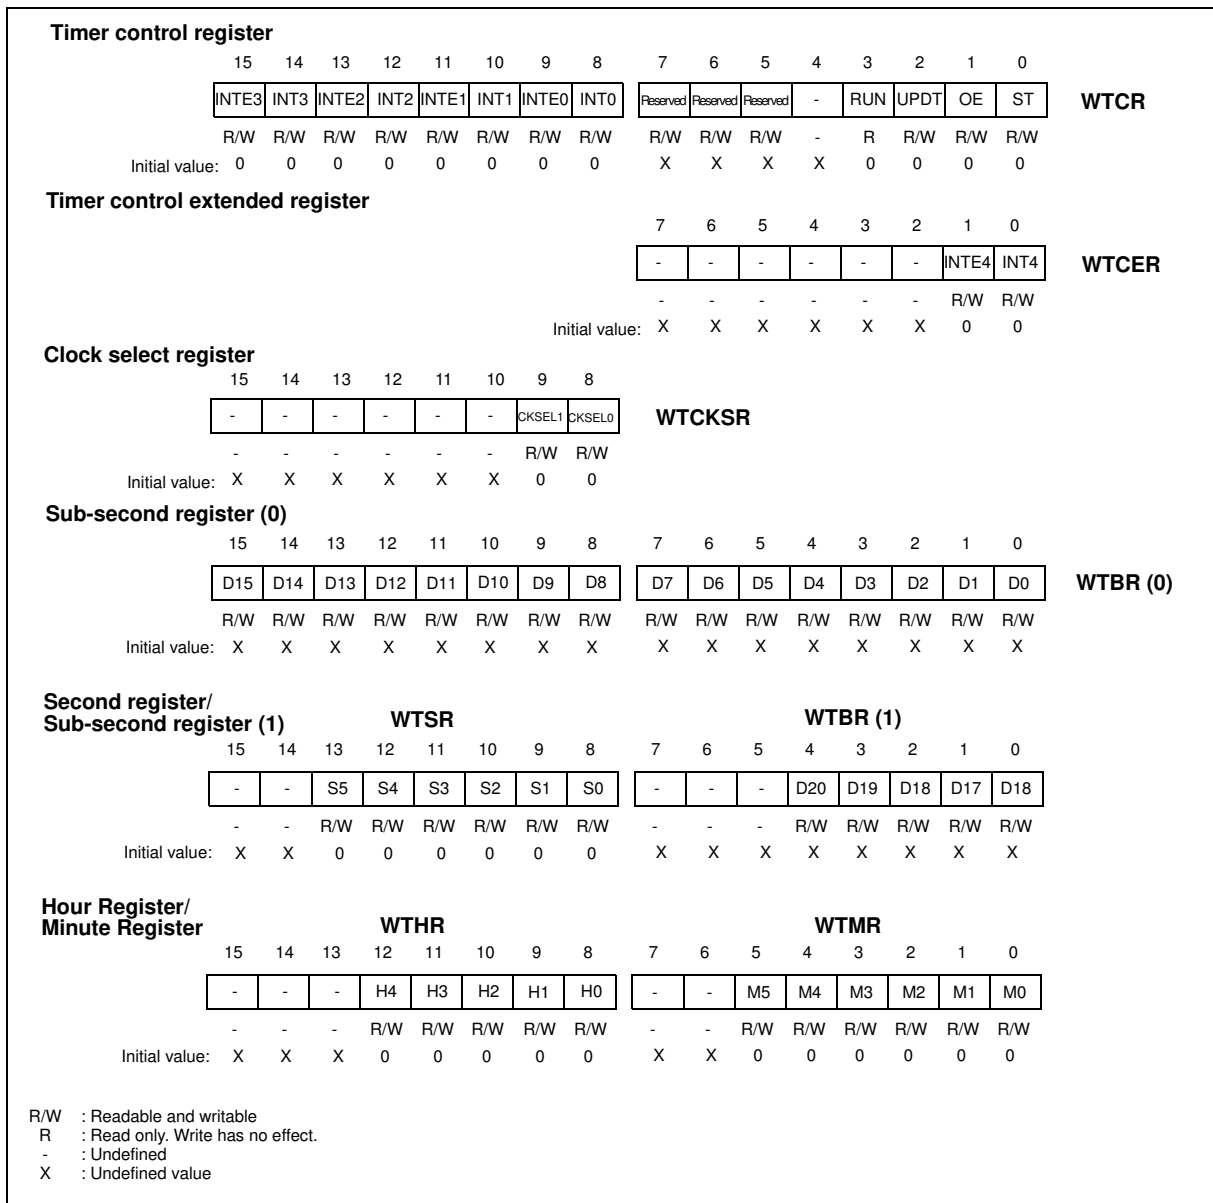 Timer control register
15 14 13 12 11 10 9 8 7 6 5 4 3 2 1 0
INTE3 INT3 INTE2 INT2 INTE1 INT1 INTE0 INT0 Reserved Reserved Reserved - RUN UPDT OE ST WTCR
R/W R/W R/W R/W R/W R/W R/W R/W R/W R/W R/W - R R/W R/W R/W
Initial value: 0 0 0 0 0 0 0 0 X X X X 0 0 0 0
Timer control extended register
7 6 5 4 3 2 1 0
- - - - - - INTE4 INT4 WTCER
- - - - - - R/W R/W
Initial value: X X X X X X 0 0
Clock select register
15 14 13 12 11 10 9 8
- - - - - - CKSEL1 CKSEL0 WTCKSR
- - - - - - R/W R/W
Initial value: X X X X X X 0 0
Sub-second register (0)
15 14 13 12 11 10 9 8 7 6 5 4 3 2 1 0
D15 D14 D13 D12 D11 D10 D9 D8 D7 D6 D5 D4 D3 D2 D1 D0 WTBR (0)
R/W R/W R/W R/W R/W R/W R/W R/W R/W R/W R/W R/W R/W R/W R/W R/W
Initial value: X X X X X X X X X X X X X X X X
Second register/
Sub-second register (1) WTSR WTBR (1)
15 14 13 12 11 10 9 8 7 6 5 4 3 2 1 0
- - S5 S4 S3 S2 S1 S0 - - - D20 D19 D18 D17 D18
- - R/W R/W R/W R/W R/W R/W - - - R/W R/W R/W R/W R/W
Initial value: X X 0 0 0 0 0 0 X X X X X X X X
Hour Register/
Minute Register WTHR WTMR
15 14 13 12 11 10 9 8 7 6 5 4 3 2 1 0
- - - H4 H3 H2 H1 H0 - - M5 M4 M3 M2 M1 M0
- - - R/W R/W R/W R/W R/W - - R/W R/W R/W R/W R/W R/W
Initial value: X X X 0 0 0 0 0 X X 0 0 0 0 0 0
R/W : Readable and writable
R : Read only. Write has no effect.
- : Undefined
X : Undefined value